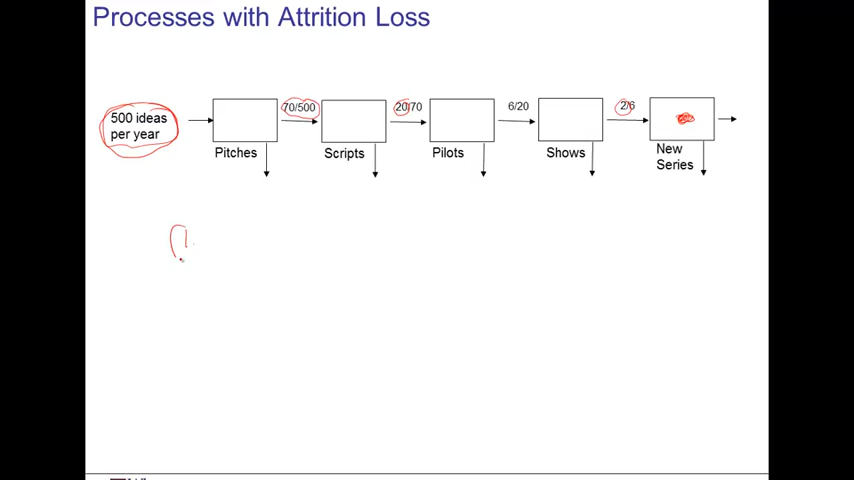 Processes with Attrition Loss
500 ideas
per year
70/500
20/70
6/20
2/6
Pitches
Scripts
Pilots
Shows
New
Series